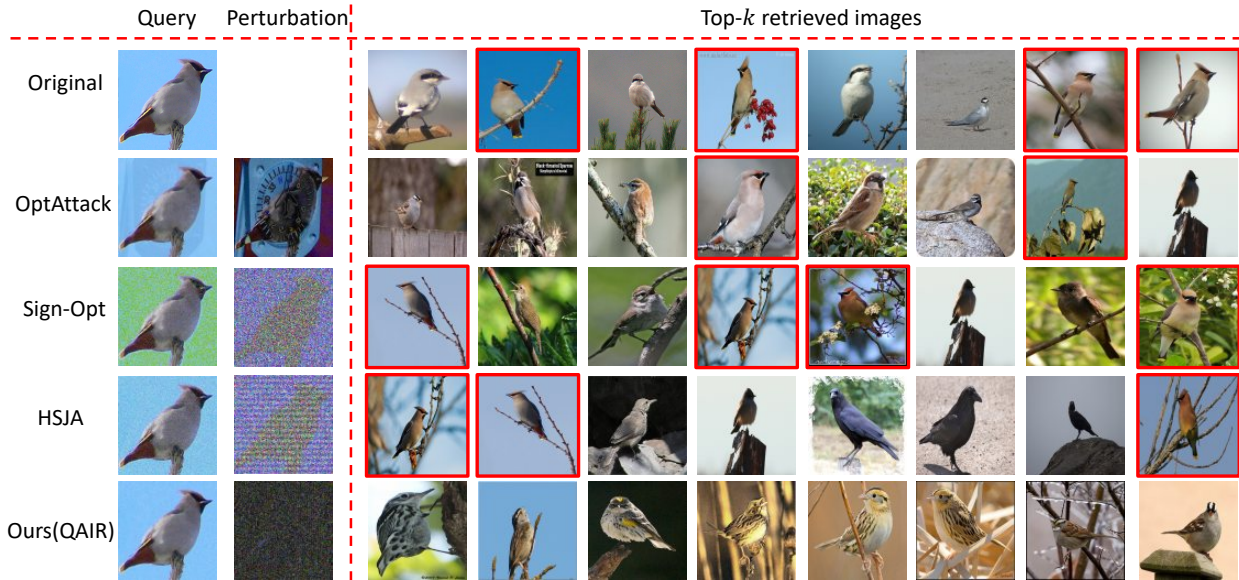 Query Perturbation Top-k retrieved images
Original
OptAttack
Sign-Opt
HSJA
Ours(QAIR)